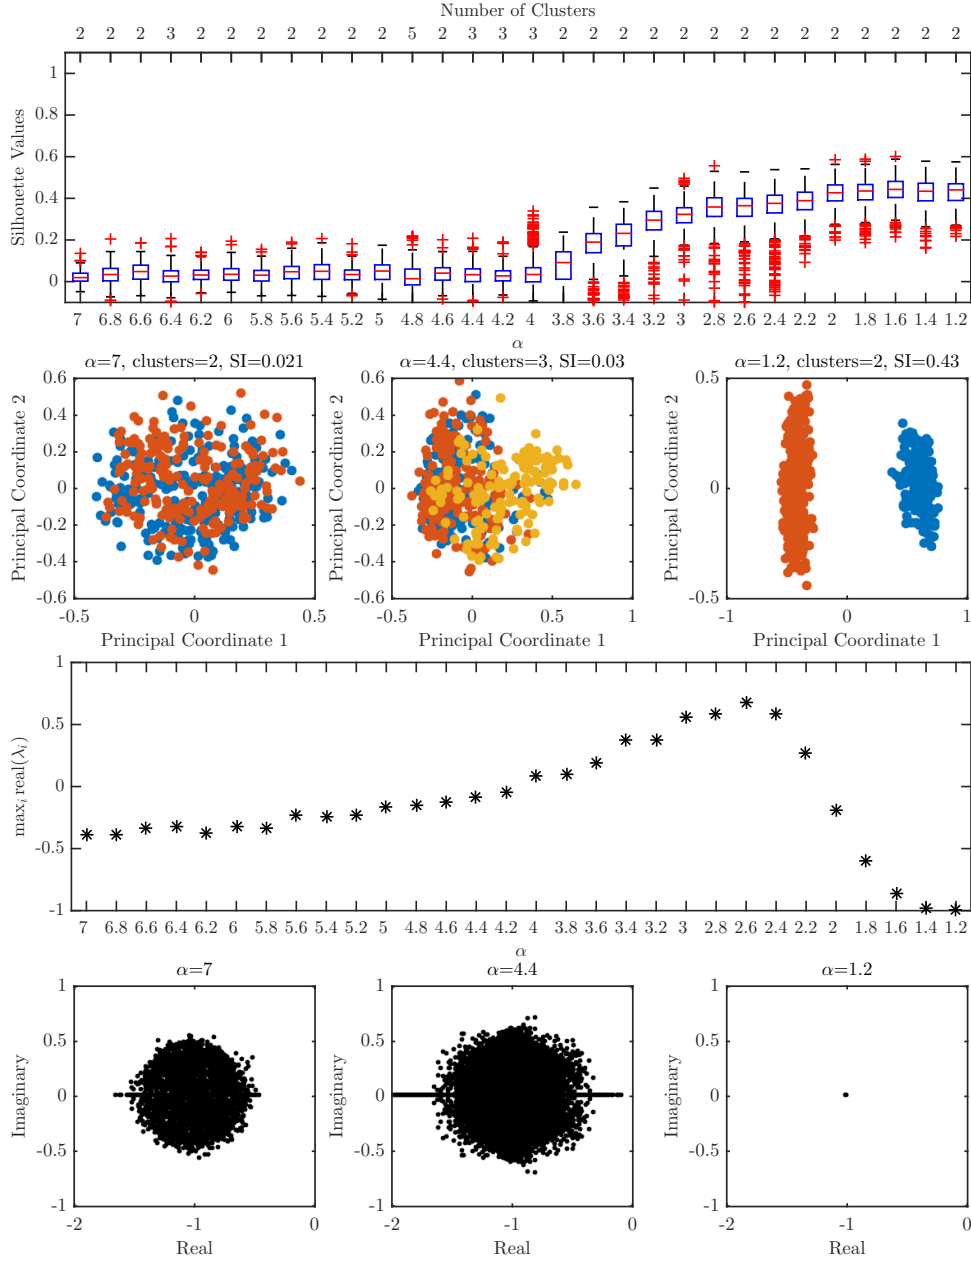 Number of Clusters
2 2 2 3 2 2 2 2 2 2 2 5 2 3 3 3 2 2 2 2 2 2 2 2 2 2 2 2 2 2
Silhouette Values
1
0.8
0.6
0.4
0.2
0
7 6.8 6.6 6.4 6.2 6 5.8 5.6 5.4 5.2 5 4.8 4.6 4.4 4.2 4 3.8 3.6 3.4 3.2 3 2.8 2.6 2.4 2.2 2 1.8 1.6 1.4 1.2
α
α=7, clusters=2, SI=0.021
Principal Coordinate 2
0.6
0.4
0.2
0
-0.2
-0.4
-0.6
-0.5 0 0.5
Principal Coordinate 1
α=4.4, clusters=3, SI=0.03
Principal Coordinate 2
0.6
0.4
0.2
0
-0.2
-0.4
-0.6
-0.5 0 0.5 1
Principal Coordinate 1
α=1.2, clusters=2, SI=0.43
Principal Coordinate 2
0.5
0
-0.5
-1 0 1
Principal Coordinate 1
max_i real(λ_i)
1
0.5
0
-0.5
-1
7 6.8 6.6 6.4 6.2 6 5.8 5.6 5.4 5.2 5 4.8 4.6 4.4 4.2 4 3.8 3.6 3.4 3.2 3 2.8 2.6 2.4 2.2 2 1.8 1.6 1.4 1.2
α
α=7
Imaginary
1
0.5
0
-0.5
-1
-2 -1 0
Real
α=4.4
Imaginary
1
0.5
0
-0.5
-1
-2 -1 0
Real
α=1.2
Imaginary
1
0.5
0
-0.5
-1
-2 -1 0
Real